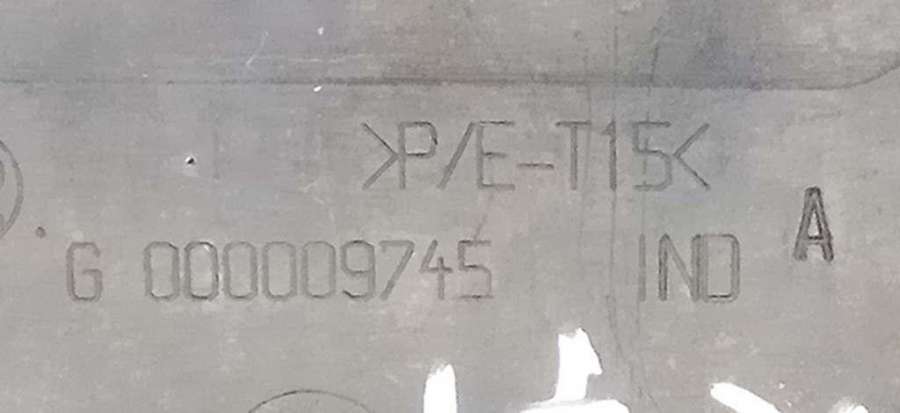 >P/E-T15<
G 000009745 IND A